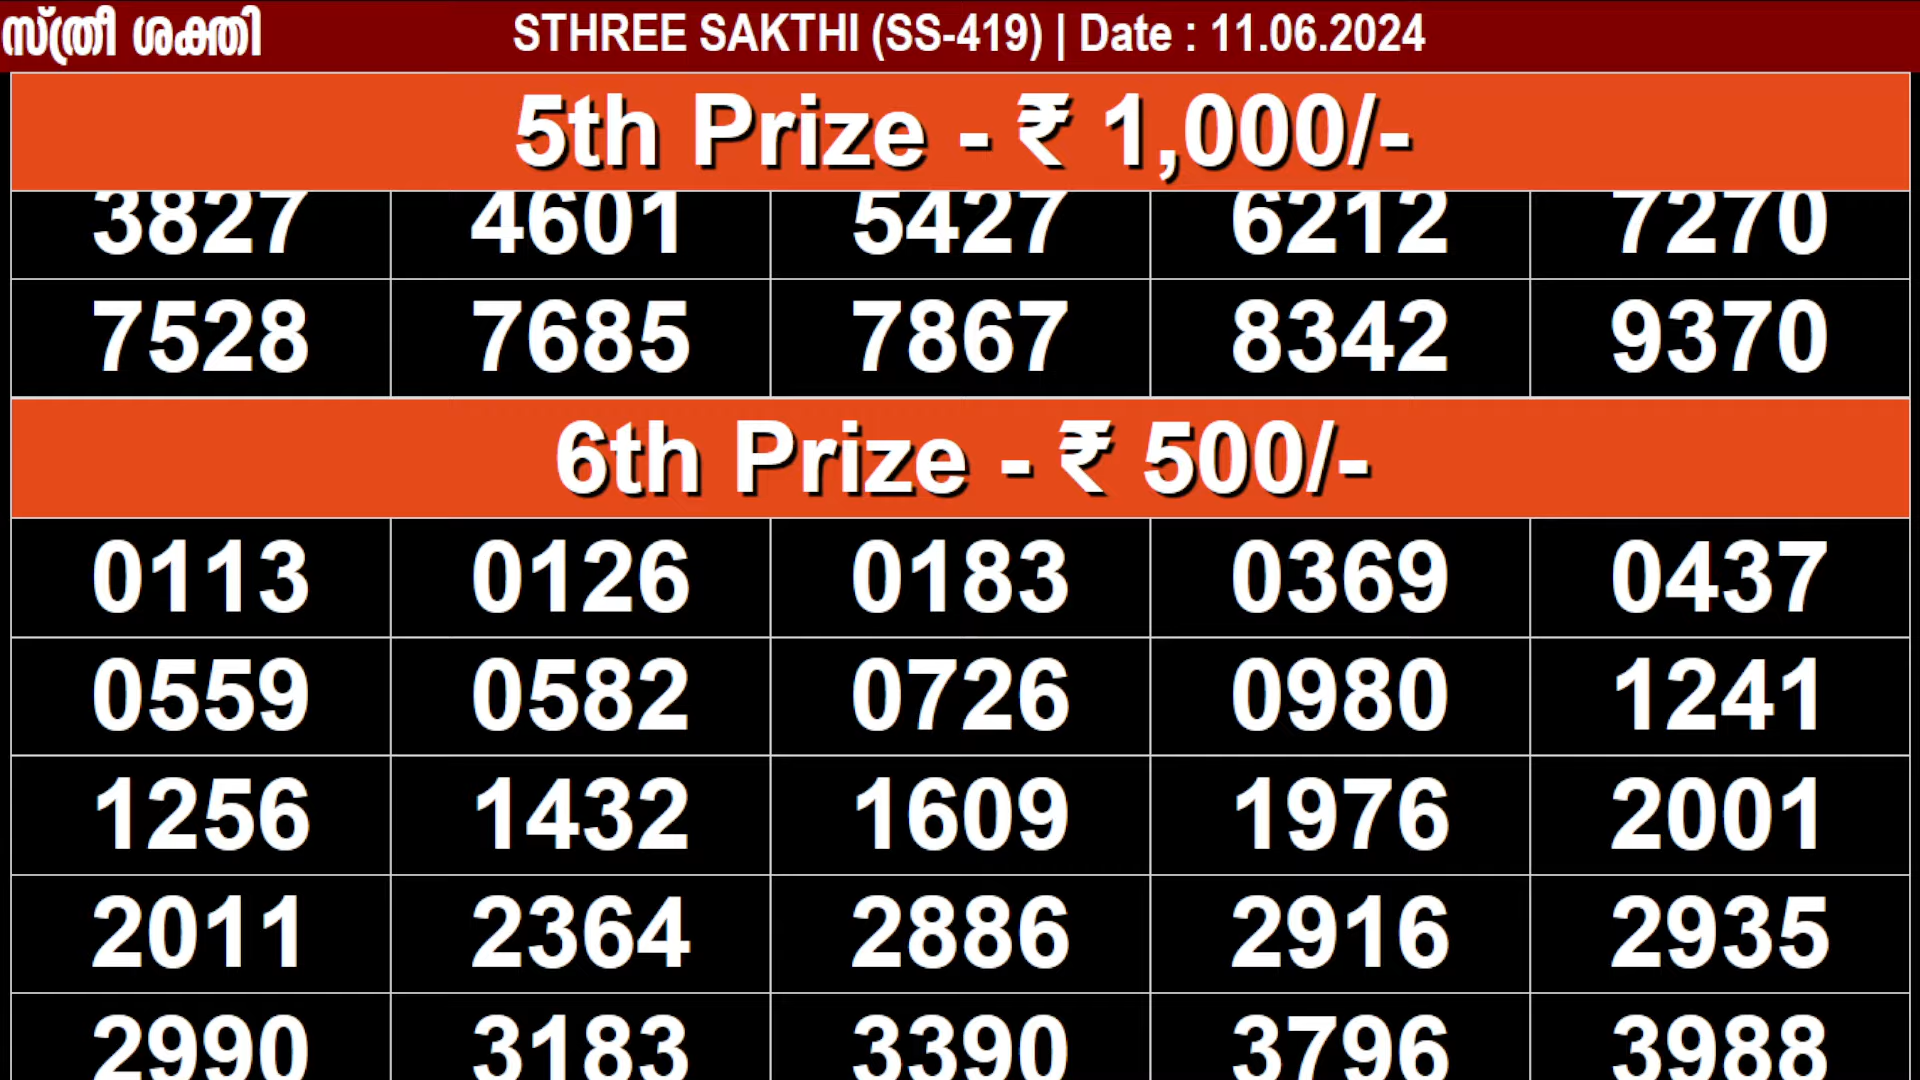 സ്ത്രീ ശക്തി STHREE SAKTHI (SS-419) | Date : 11.06.2024
5th Prize - ₹ 1,000/-
3827 4601 5427 6212 7270
7528 7685 7867 8342 9370
6th Prize - ₹ 500/-
0113 0126 0183 0369 0437
0559 0582 0726 0980 1241
1256 1432 1609 1976 2001
2011 2364 2886 2916 2935
2990 3183 3390 3796 3988